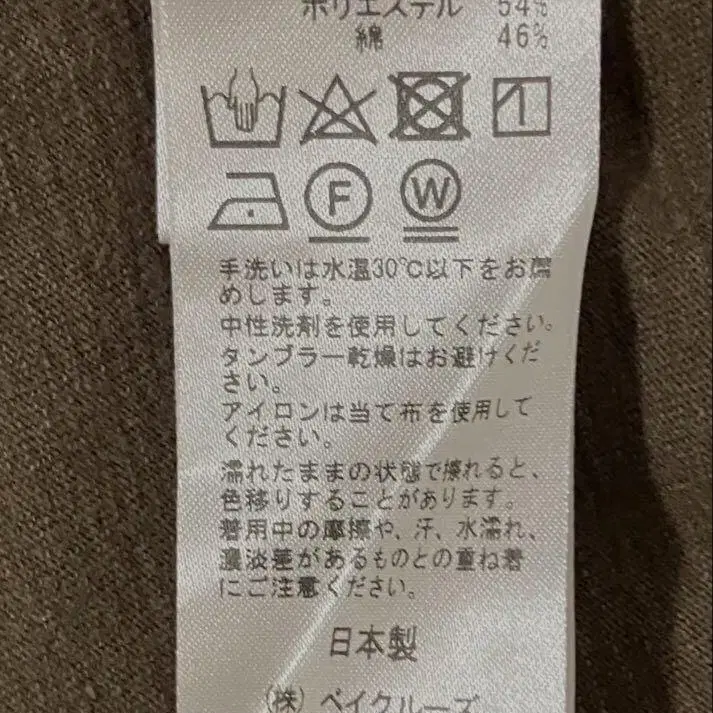 ポリエステル 54%
綿 46%
F W
手洗いは水温30℃以下をお薦
めします。
中性洗剤を使用してください。
タンブラー乾燥はお避けくだ
さい。
アイロンは当て布を使用して
ください。
濡れたままの状態で擦れると、
色移りすることがあります。
着用中の摩擦や、汗、水濡れ、
濃淡差があるものとの重ね着
にご注意ください。
日本製
(株) ベイクルーズ